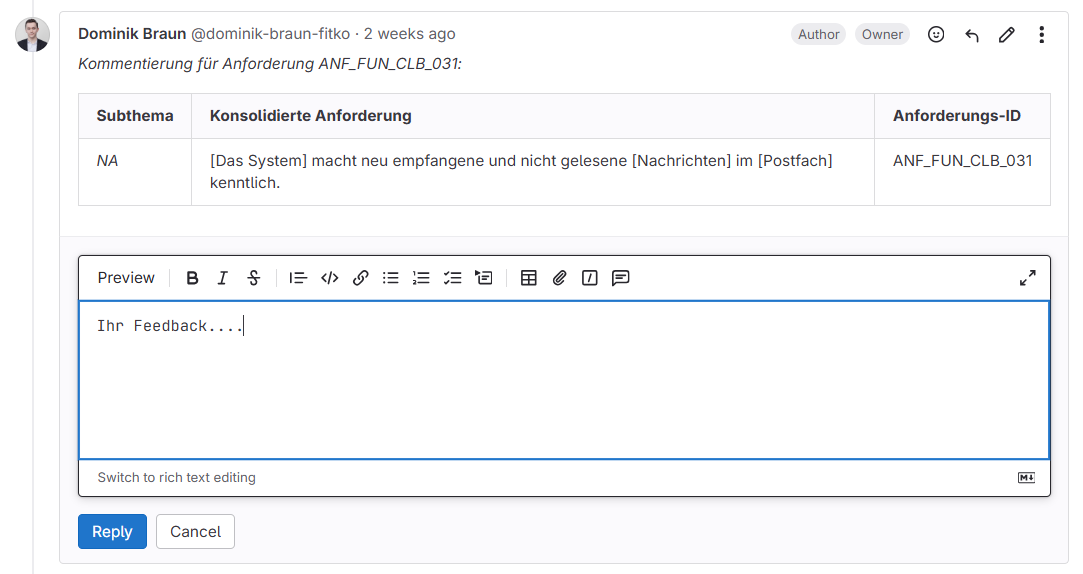 Dominik Braun @dominik-braun-fitko · 2 weeks ago Author Owner
Kommentierung für Anforderung ANF_FUN_CLB_031:
Subthema Konsolidierte Anforderung Anforderungs-ID
NA [Das System] macht neu empfangene und nicht gelesene [Nachrichten] im [Postfach] ANF_FUN_CLB_031
kenntlich.
Preview
Ihr Feedback....
Switch to rich text editing
Reply Cancel